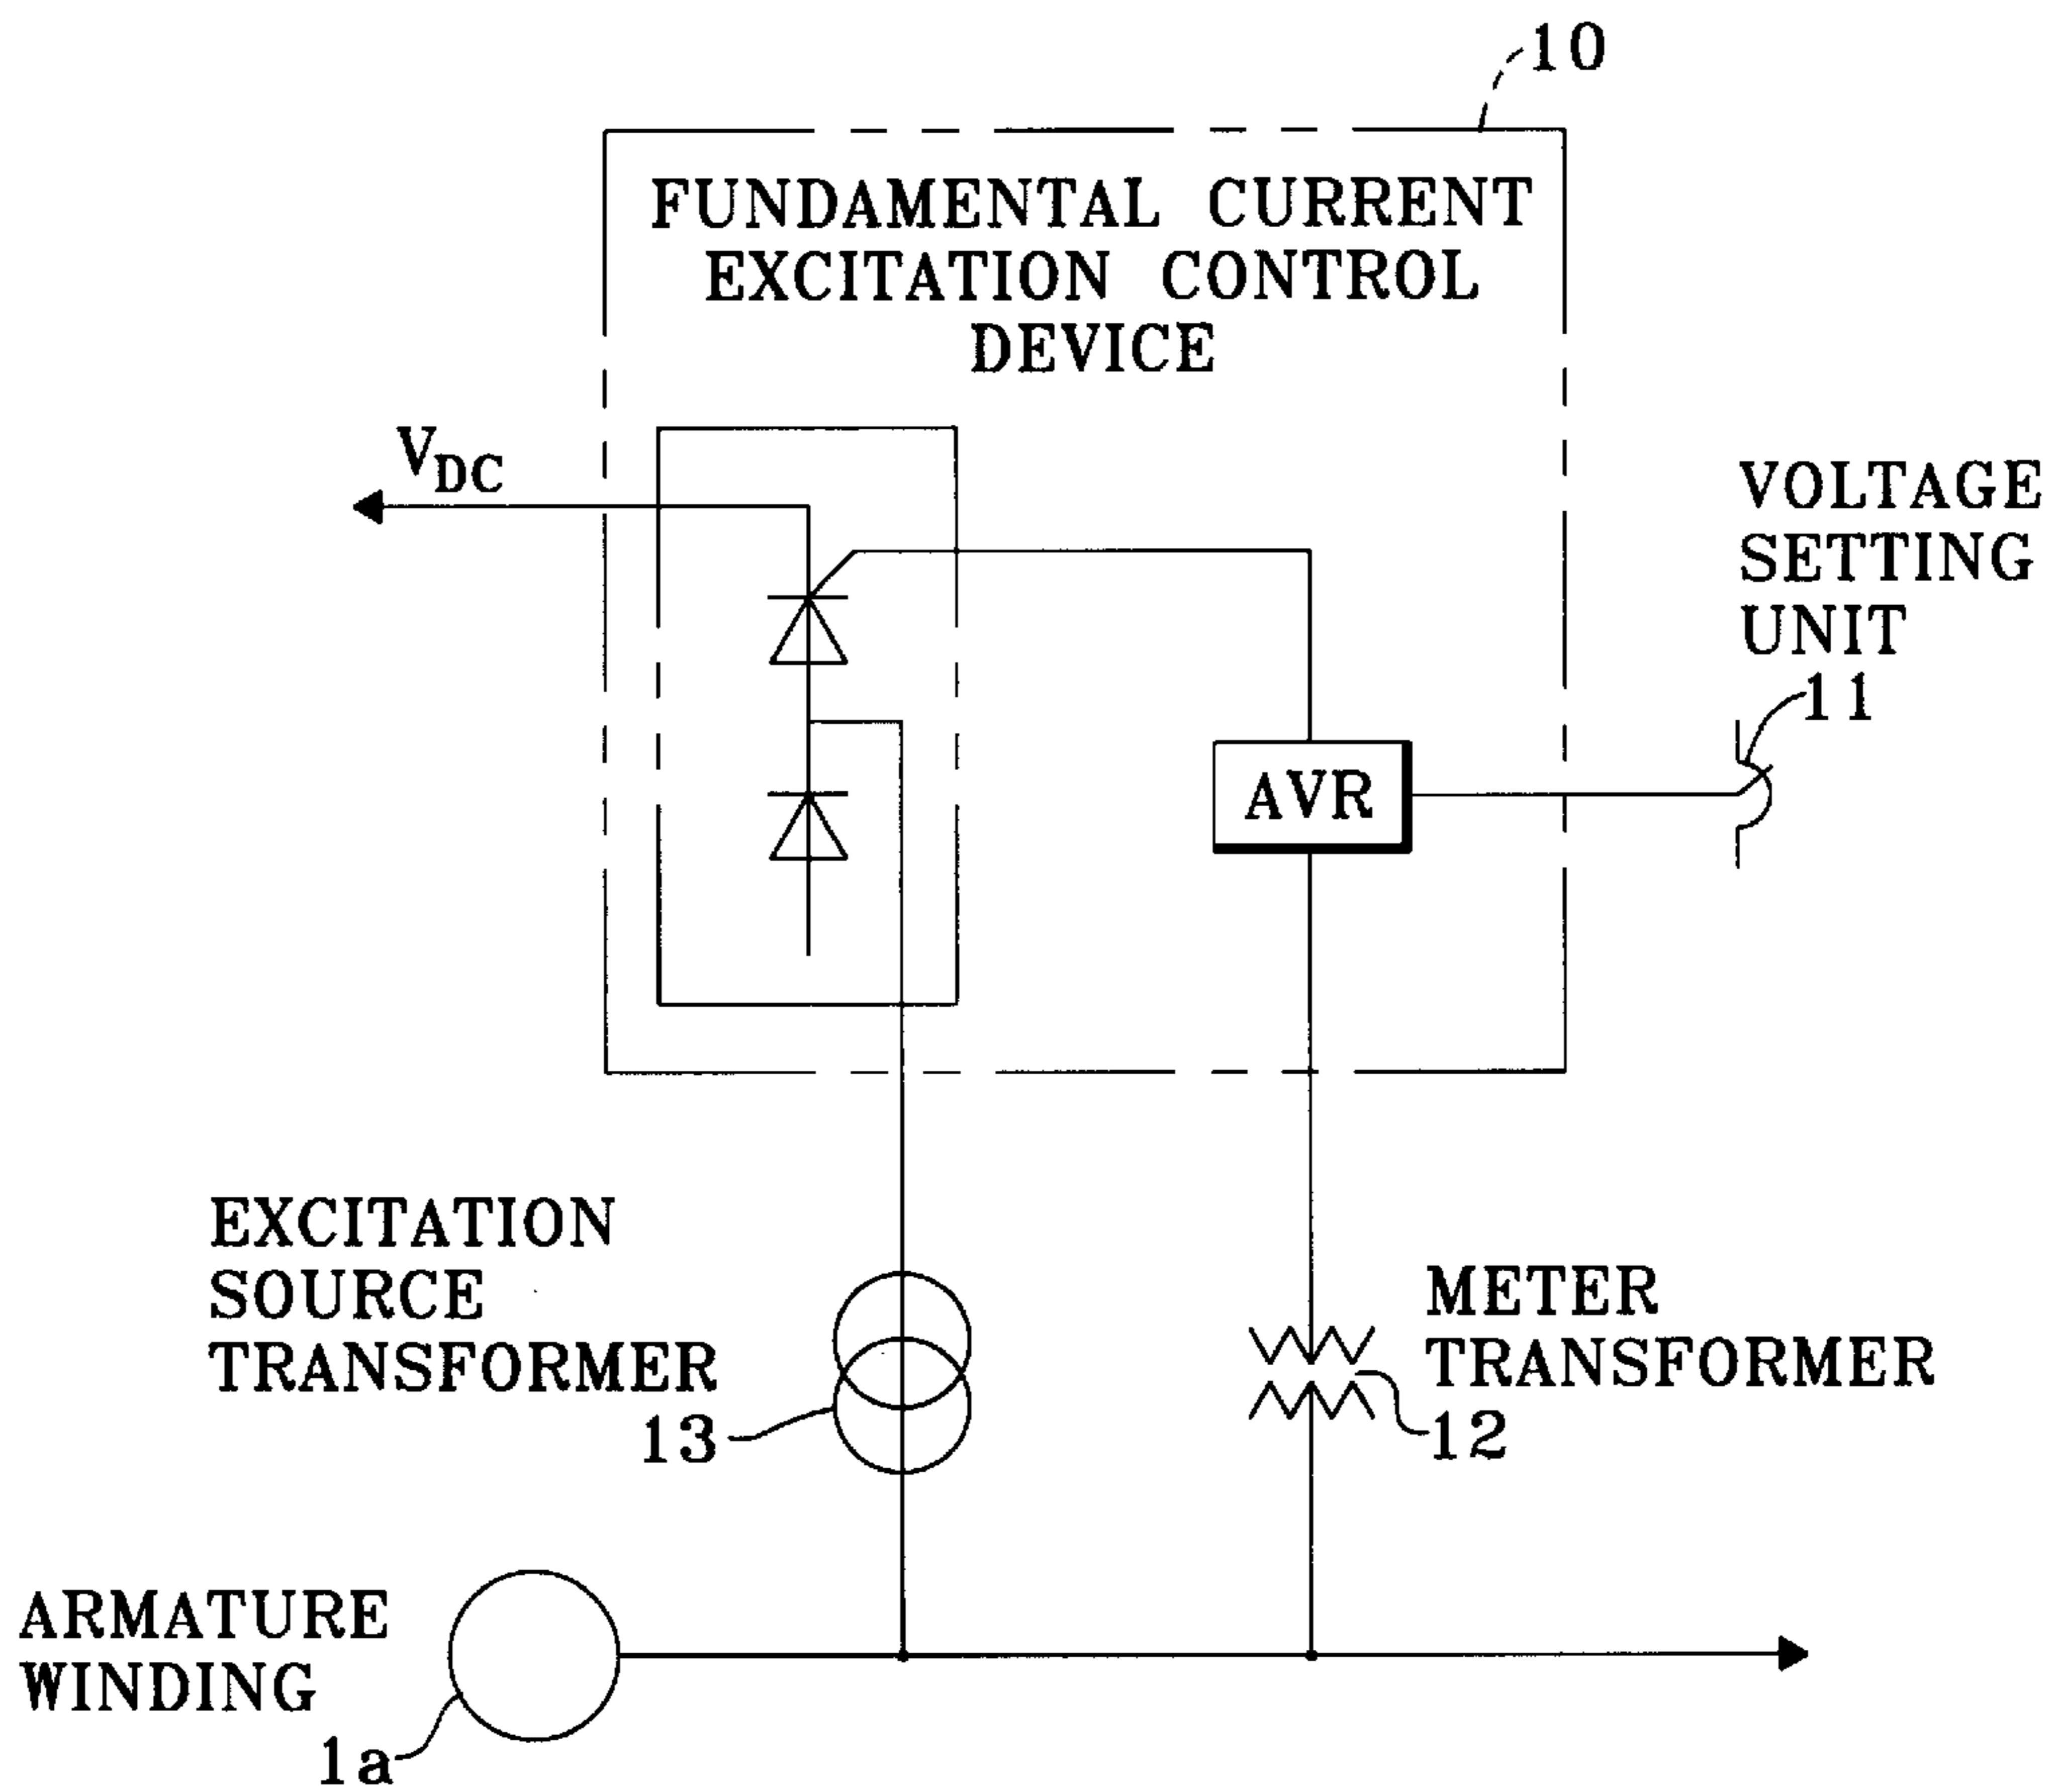 10
FUNDAMENTAL CURRENT
EXCITATION CONTROL
DEVICE
VDC
VOLTAGE
SETTING
UNIT
11
AVR
EXCITATION
SOURCE
TRANSFORMER
13
METER
TRANSFORMER
12
ARMATURE
WINDING
1a